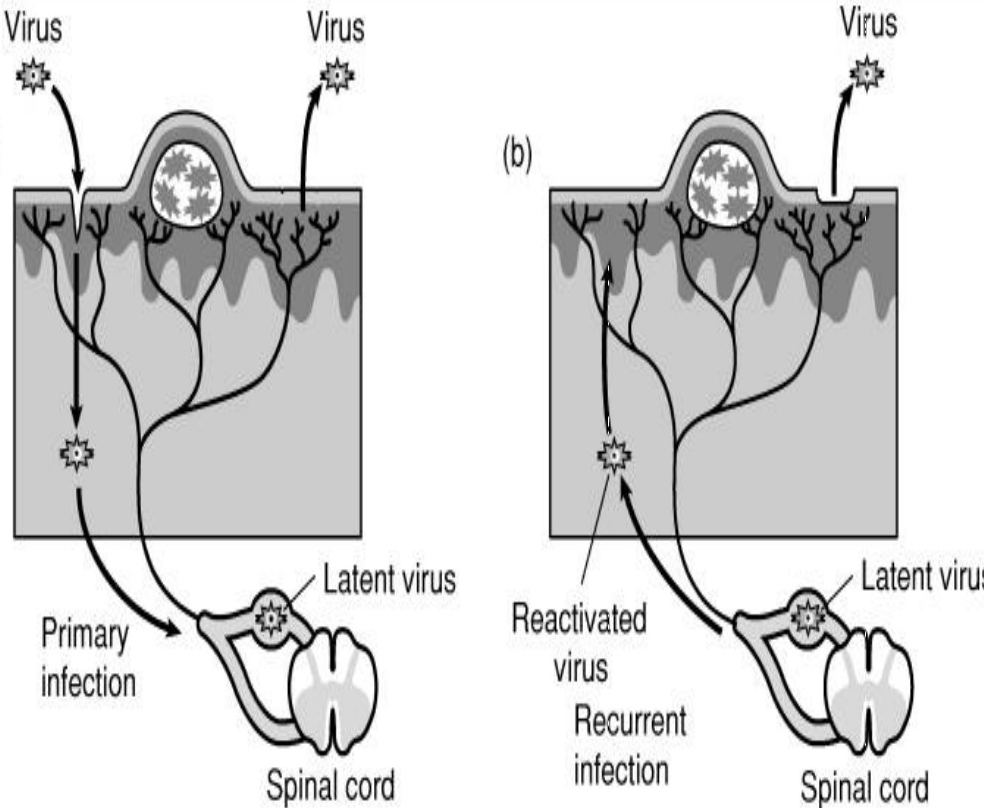 Virus
Virus
Latent virus
Primary
infection
Spinal cord
(b)
Virus
Latent virus
Reactivated
virus
Recurrent
infection
Spinal cord